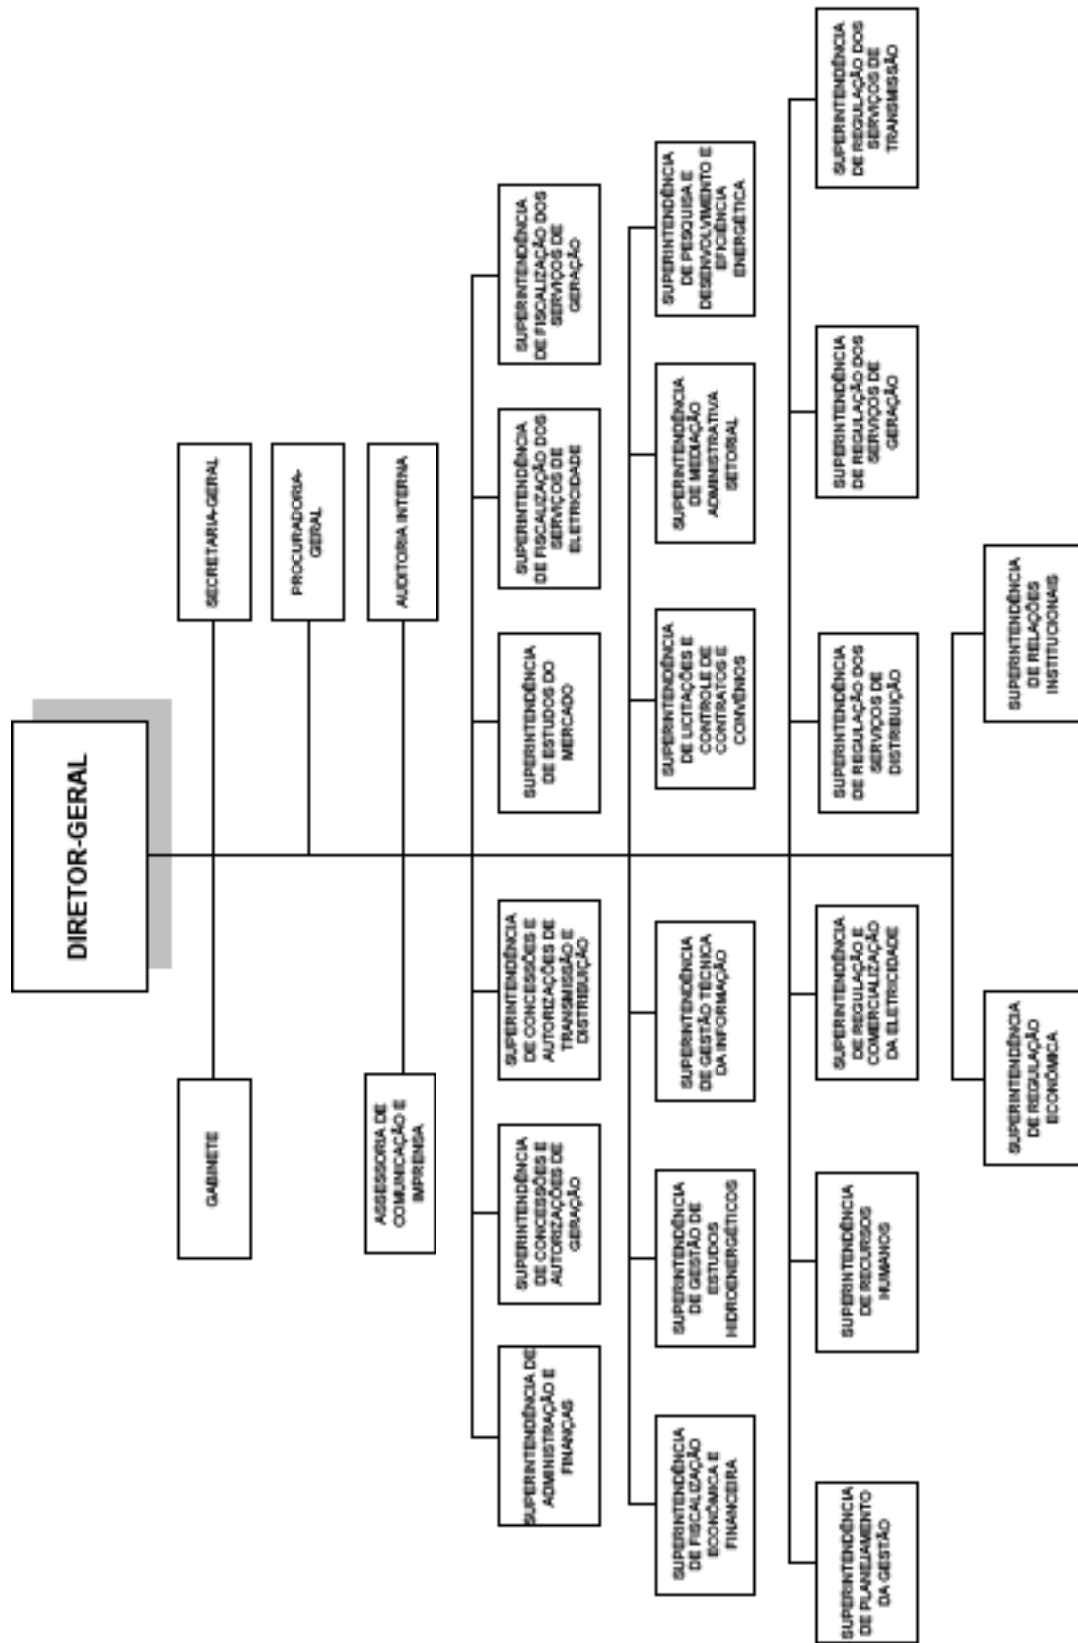 DIRETOR-GERAL
GABINETE
SECRETARIA-GERAL
PROCURADORIA-
GERAL
ASSESSORIA DE
COMUNICAÇÃO E
IMPRENSA
AUDITORIA INTERNA
SUPERINTENDÊNCIA DE
ADMINISTRAÇÃO E
FINANÇAS
SUPERINTENDÊNCIA
DE CONCESSÕES E
AUTORIZAÇÕES DE
GERAÇÃO
SUPERINTENDÊNCIA
DE CONCESSÕES E
AUTORIZAÇÕES DE
TRANSMISSÃO E
DISTRIBUIÇÃO
SUPERINTENDÊNCIA
DE ESTUDOS DO
MERCADO
SUPERINTENDÊNCIA
DE FISCALIZAÇÃO DOS
SERVIÇOS DE
ELETRICIDADE
SUPERINTENDÊNCIA
DE FISCALIZAÇÃO DOS
SERVIÇOS DE
GERAÇÃO
SUPERINTENDÊNCIA
DE FISCALIZAÇÃO
ECONÔMICA E
FINANCEIRA
SUPERINTENDÊNCIA
DE GESTÃO DE
ESTUDOS
HIDROENERGÉTICOS
SUPERINTENDÊNCIA
DE GESTÃO TÉCNICA
DA INFORMAÇÃO
SUPERINTENDÊNCIA
DE LICITAÇÕES E
CONTROLE DE
CONTRATOS E
CONVÊNIOS
SUPERINTENDÊNCIA
DE MEDIAÇÃO
ADMINISTRATIVA
SETORIAL
SUPERINTENDÊNCIA
DE PESQUISA E
DESENVOLVIMENTO E
EFICIÊNCIA
ENERGÉTICA
SUPERINTENDÊNCIA
DE PLANEJAMENTO
DA GESTÃO
SUPERINTENDÊNCIA
DE RECURSOS
HUMANOS
SUPERINTENDÊNCIA
DE REGULAÇÃO E
COMERCIALIZAÇÃO
DA ELETRICIDADE
SUPERINTENDÊNCIA
DE REGULAÇÃO DOS
SERVIÇOS DE
DISTRIBUIÇÃO
SUPERINTENDÊNCIA
DE REGULAÇÃO DOS
SERVIÇOS DE
GERAÇÃO
SUPERINTENDÊNCIA
DE REGULAÇÃO DOS
SERVIÇOS DE
TRANSMISSÃO
SUPERINTENDÊNCIA
DE REGULAÇÃO
ECONÔMICA
SUPERINTENDÊNCIA
DE RELAÇÕES
INSTITUCIONAIS